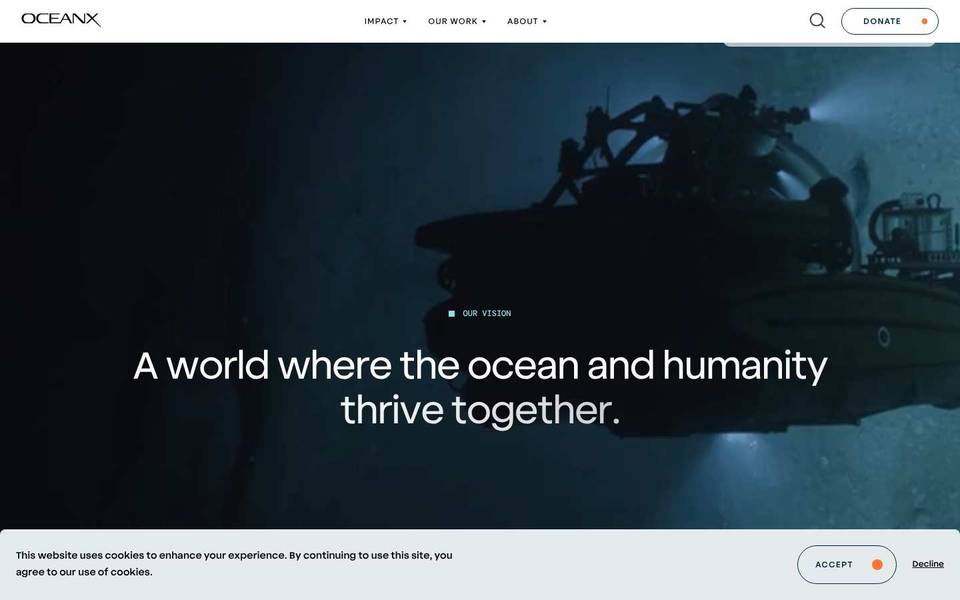 OCEANX
IMPACT
OUR WORK
ABOUT
DONATE
OUR VISION
A world where the ocean and humanity
thrive together.
This website uses cookies to enhance your experience. By continuing to use this site, you
agree to our use of cookies.
ACCEPT
Decline